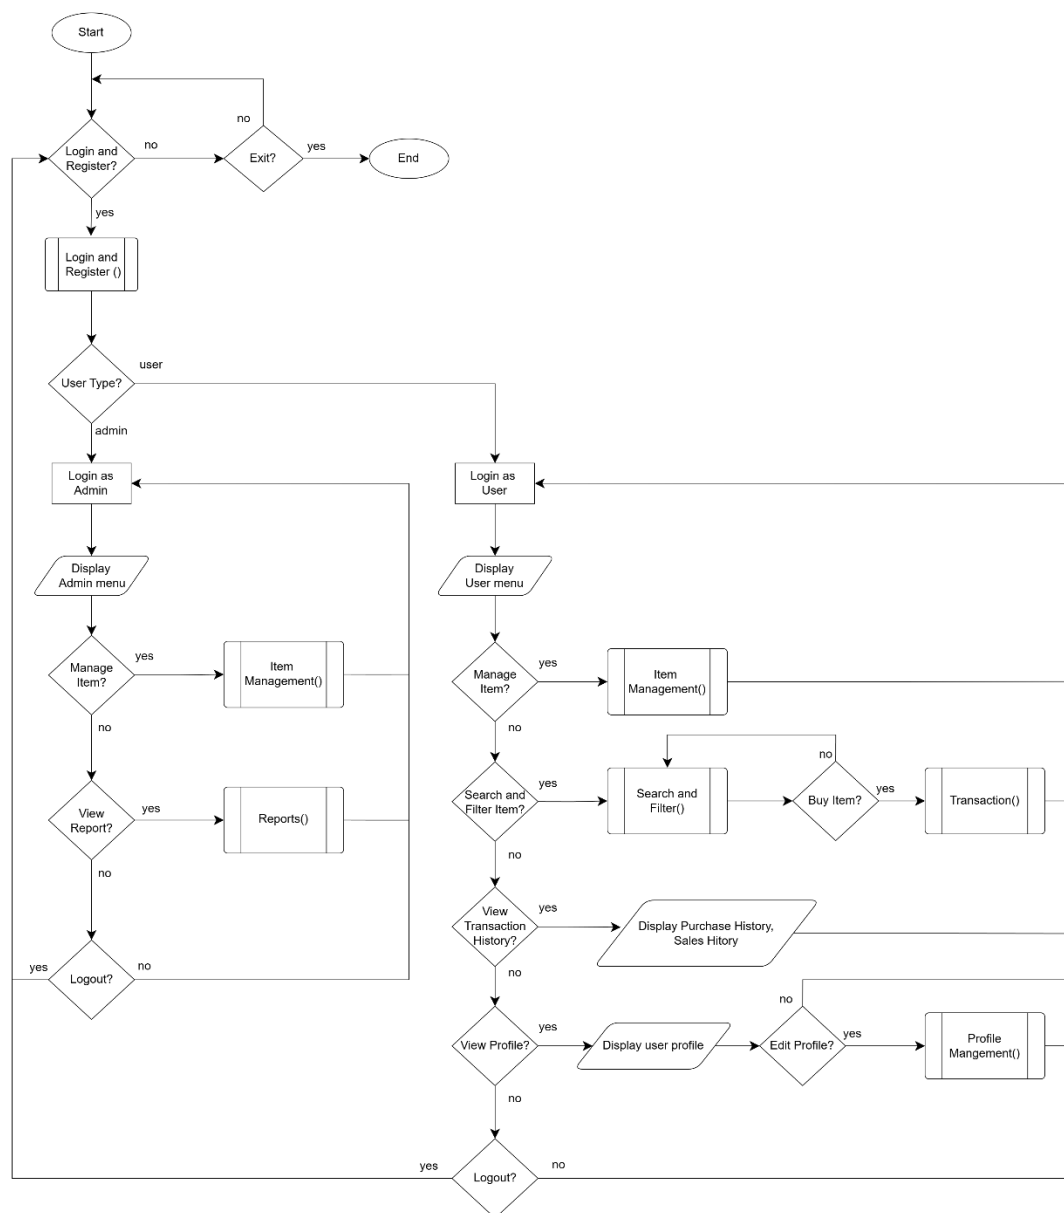 Start
no
Login and
Register?
no
Exit?
yes
End
yes
Login and
Register ()
user
User Type?
admin
Login as
Admin
Login as
User
Display
Admin menu
Display
User menu
Manage
Item?
yes
Item
Management()
no
Manage
Item?
yes
Item
Management()
no
View
Report?
yes
Reports()
no
Search and
Filter Item?
yes
Search and
Filter()
no
Buy Item?
yes
Transaction()
no
View
Transaction
History?
yes
Display Purchase History,
Sales Hitory
no
yes
Logout?
no
View Profile?
yes
Display user profile
no
Edit Profile?
yes
Profile
Mangement()
no
yes
Logout?
no